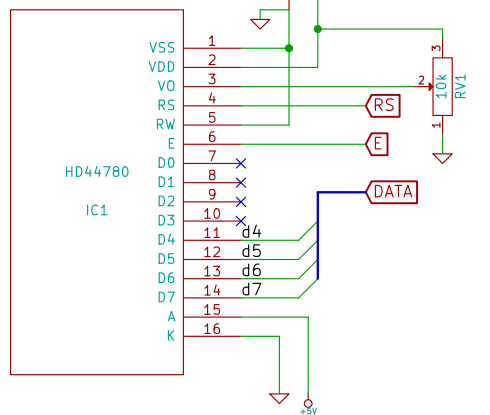 VSS 1
VDD 2
VO 3
RS 4
RW 5
E 6
D0 7
D1 8
D2 9
D3 10
D4 11 d4
D5 12 d5
D6 13 d6
D7 14 d7
A 15
K 16
HD44780
IC1
RS
E
DATA
3
2
1
10k
RV1
+5V